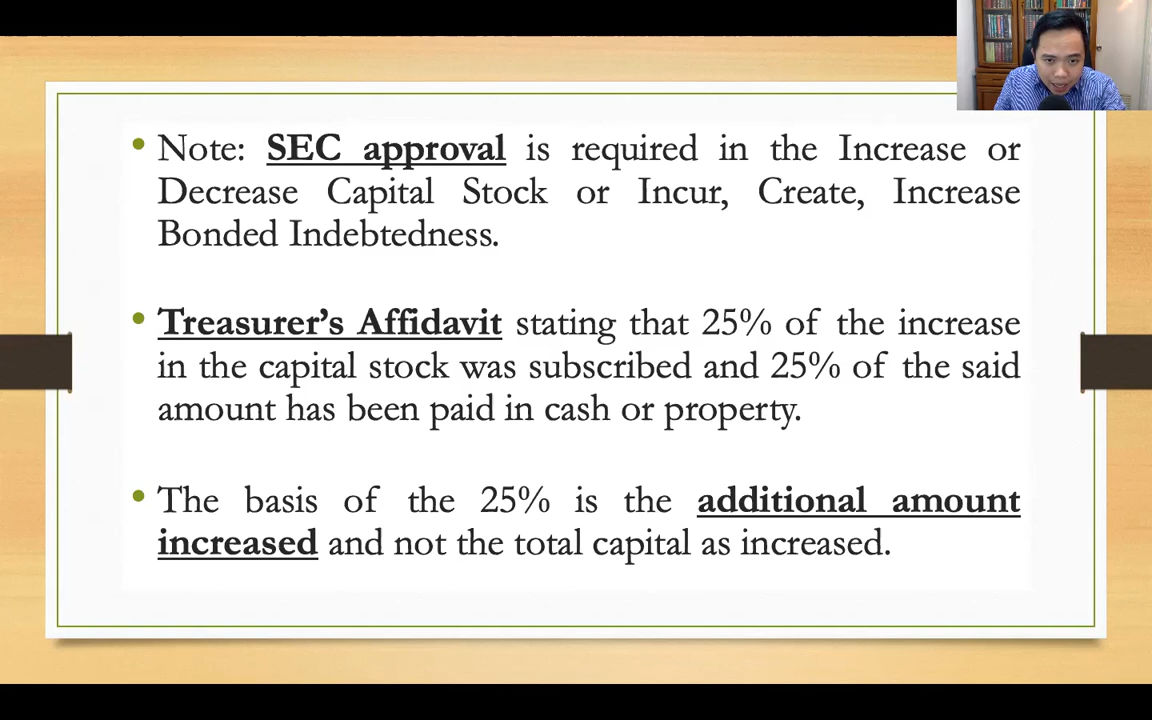 • Note: SEC approval is required in the Increase or
Decrease Capital Stock or Incur, Create, Increase
Bonded Indebtedness.
• Treasurer’s Affidavit stating that 25% of the increase
in the capital stock was subscribed and 25% of the said
amount has been paid in cash or property.
• The basis of the 25% is the additional amount
increased and not the total capital as increased.